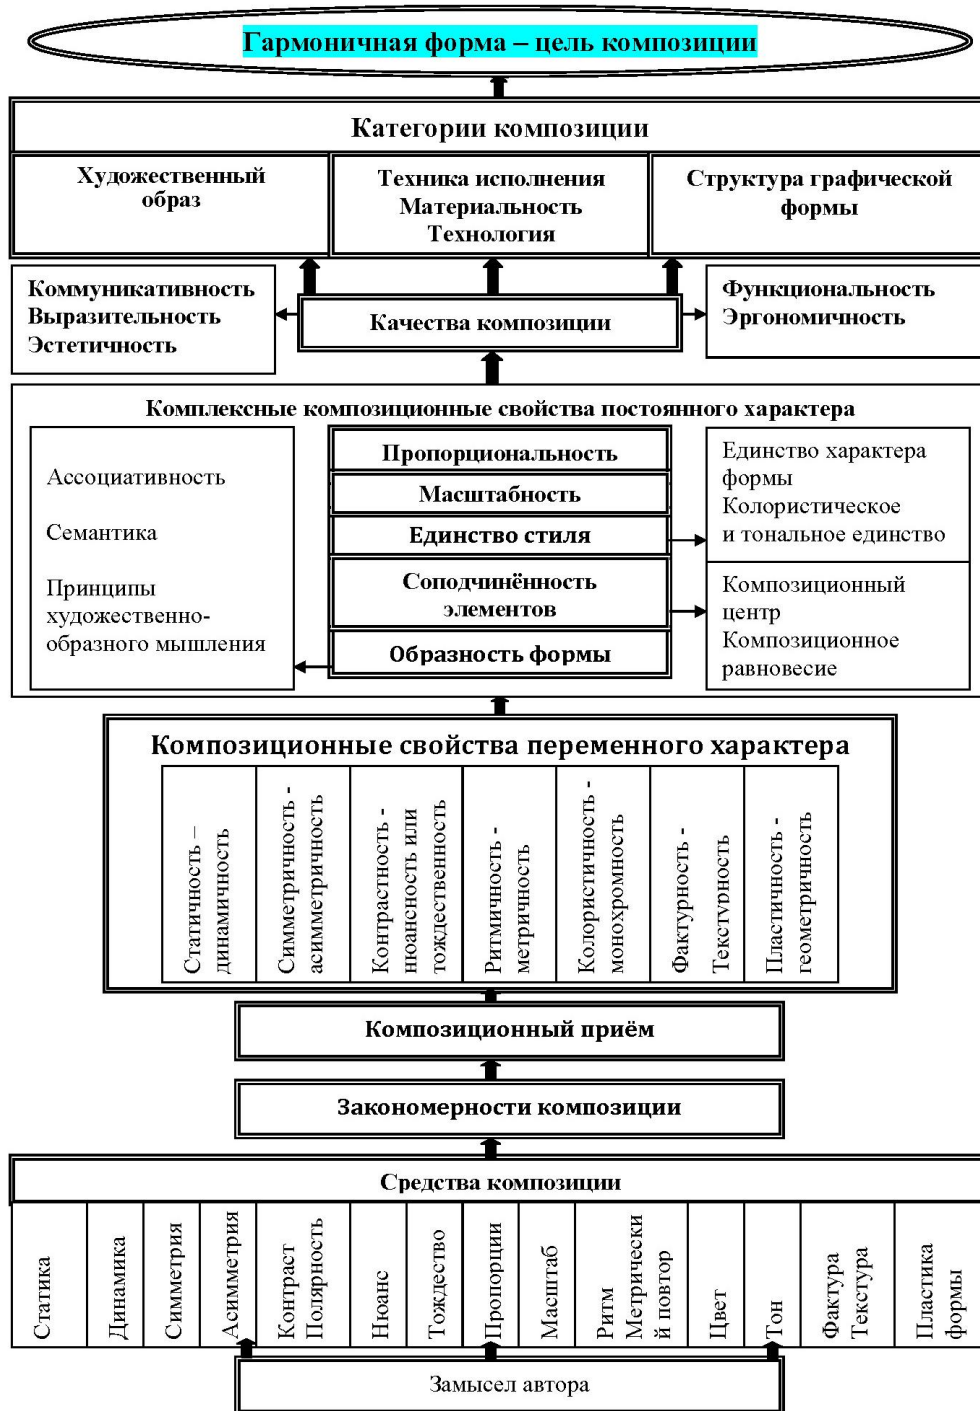 Гармоничная форма – цель композиции
Категории композиции
Художественный
образ
Техника исполнения
Материальность
Технология
Структура графической
формы
Коммуникативность
Выразительность
Эстетичность
Качества композиции
Функциональность
Эргономичность
Комплексные композиционные свойства постоянного характера
Ассоциативность
Семантика
Принципы
художественно-
образного мышления
Пропорциональность
Масштабность
Единство стиля
Соподчинённость
элементов
Образность формы
Единство характера
формы
Колористическое
и тональное единство
Композиционный
центр
Композиционное
равновесие
Композиционные свойства переменного характера
Статичность –
динамичность
Симметричность -
асимметричность
Контрастность -
нюансность или
тождественность
Ритмичность -
метричность
Колористичность -
монохромность
Фактурность -
Текстурность
Пластичность -
геометричность
Композиционный приём
Закономерности композиции
Средства композиции
Статика
Динамика
Симметрия
Асимметрия
Контраст
Полярность
Нюанс
Тождество
Пропорции
Масштаб
Ритм
Метрически
й повтор
Цвет
Тон
Фактура
Текстура
Пластика
формы
Замысел автора